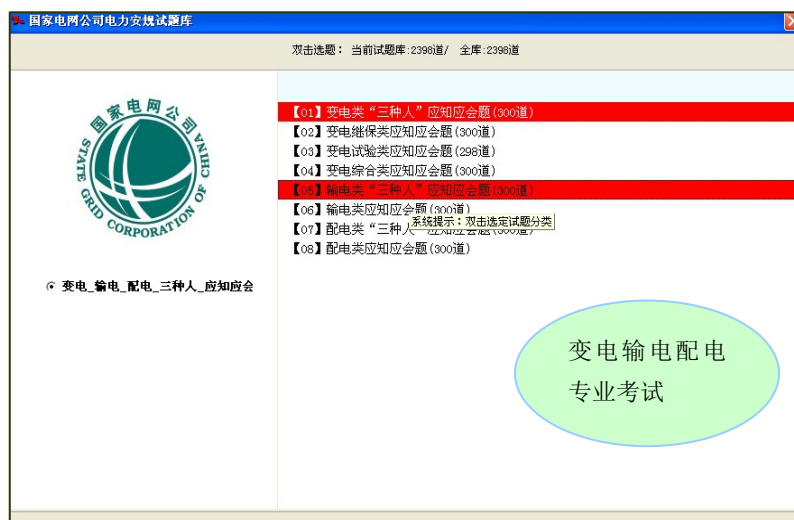 国家电网公司电力安规试题库
双击选题： 当前试题库:2398道/ 全库:2398道
国家电网公司
STATE GRID CORPORATION OF CHINA
【01】变电类“三种人”应知应会题(300道)
【02】变电继保类应知应会题(300道)
【03】变电试验类应知应会题(298道)
【04】变电综合类应知应会题(300道)
【05】输电类“三种人”应知应会题(300道)
【06】输电类应知应会题(300道)
系统提示：双击选定试题分类
【07】配电类“三种人”应知应会题(300道)
【08】配电类应知应会题(300道)
变电_输电_配电_三种人_应知应会
变电输电配电
专业考试